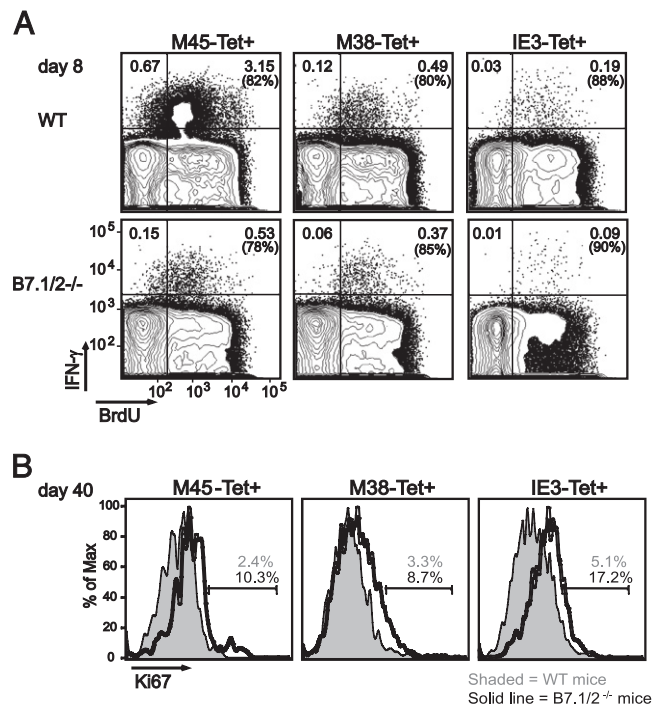 A
M45-Tet+ M38-Tet+ IE3-Tet+
day 8
WT
0.67 3.15 (82%)
0.12 0.49 (80%)
0.03 0.19 (88%)
B7.1/2-/-
0.15 0.53 (78%)
0.06 0.37 (85%)
0.01 0.09 (90%)
10⁵
10⁴
10³
10²
IFN-γ
10² 10³ 10⁴ 10⁵
BrdU
B
day 40
M45-Tet+ M38-Tet+ IE3-Tet+
% of Max
100
80
60
40
20
0
2.4%
10.3%
3.3%
8.7%
5.1%
17.2%
Ki67
Shaded = WT mice
Solid line = B7.1/2⁻/⁻ mice